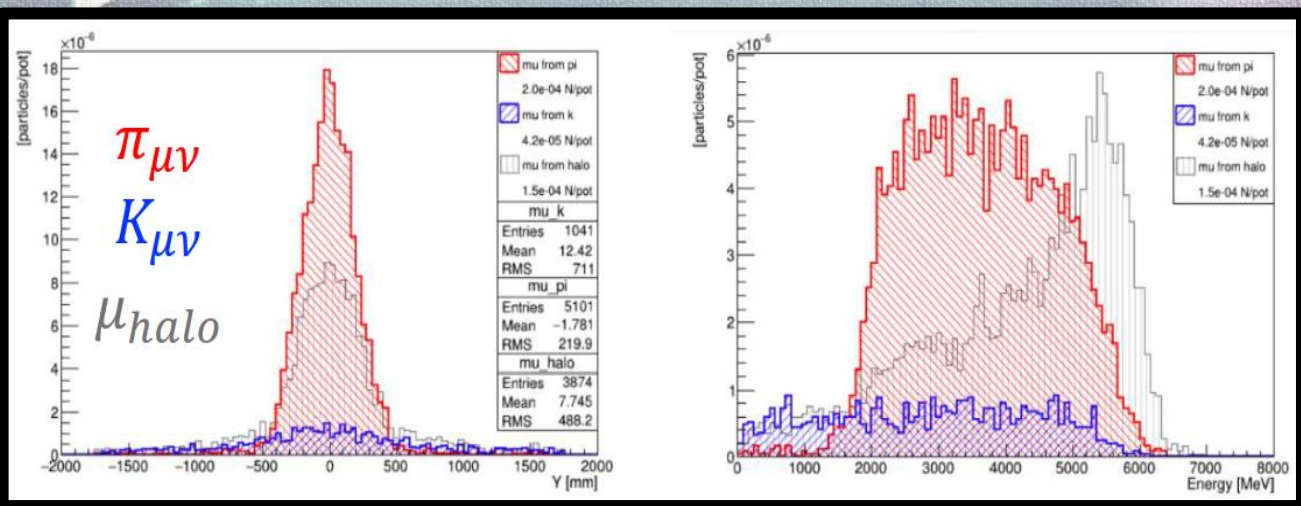 ×10⁻⁶
[particles/pot]
18
16
14
12
10
8
6
4
2
0
−2000 −1500 −1000 −500 0 500 1000 1500 2000
Y [mm]
π_μν
K_μν
μ_halo
mu from pi
2.0e-04 N/pot
mu from k
4.2e-05 N/pot
mu from halo
1.5e-04 N/pot
mu_k
Entries 1041
Mean 12.42
RMS 711
mu_pi
Entries 5101
Mean −1.781
RMS 219.9
mu_halo
Entries 3874
Mean 7.745
RMS 488.2
×10⁻⁶
[particles/pot]
6
5
4
3
2
1
0
0 1000 2000 3000 4000 5000 6000 7000 8000
Energy [MeV]
mu from pi
2.0e-04 N/pot
mu from k
4.2e-05 N/pot
mu from halo
1.5e-04 N/pot